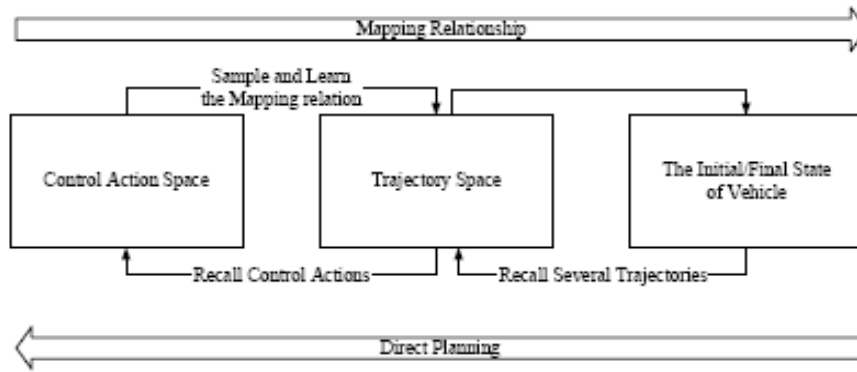 Mapping Relationship
Sample and Learn
the Mapping relation
Control Action Space
Trajectory Space
The Initial/Final State
of Vehicle
Recall Control Actions
Recall Several Trajectories
Direct Planning